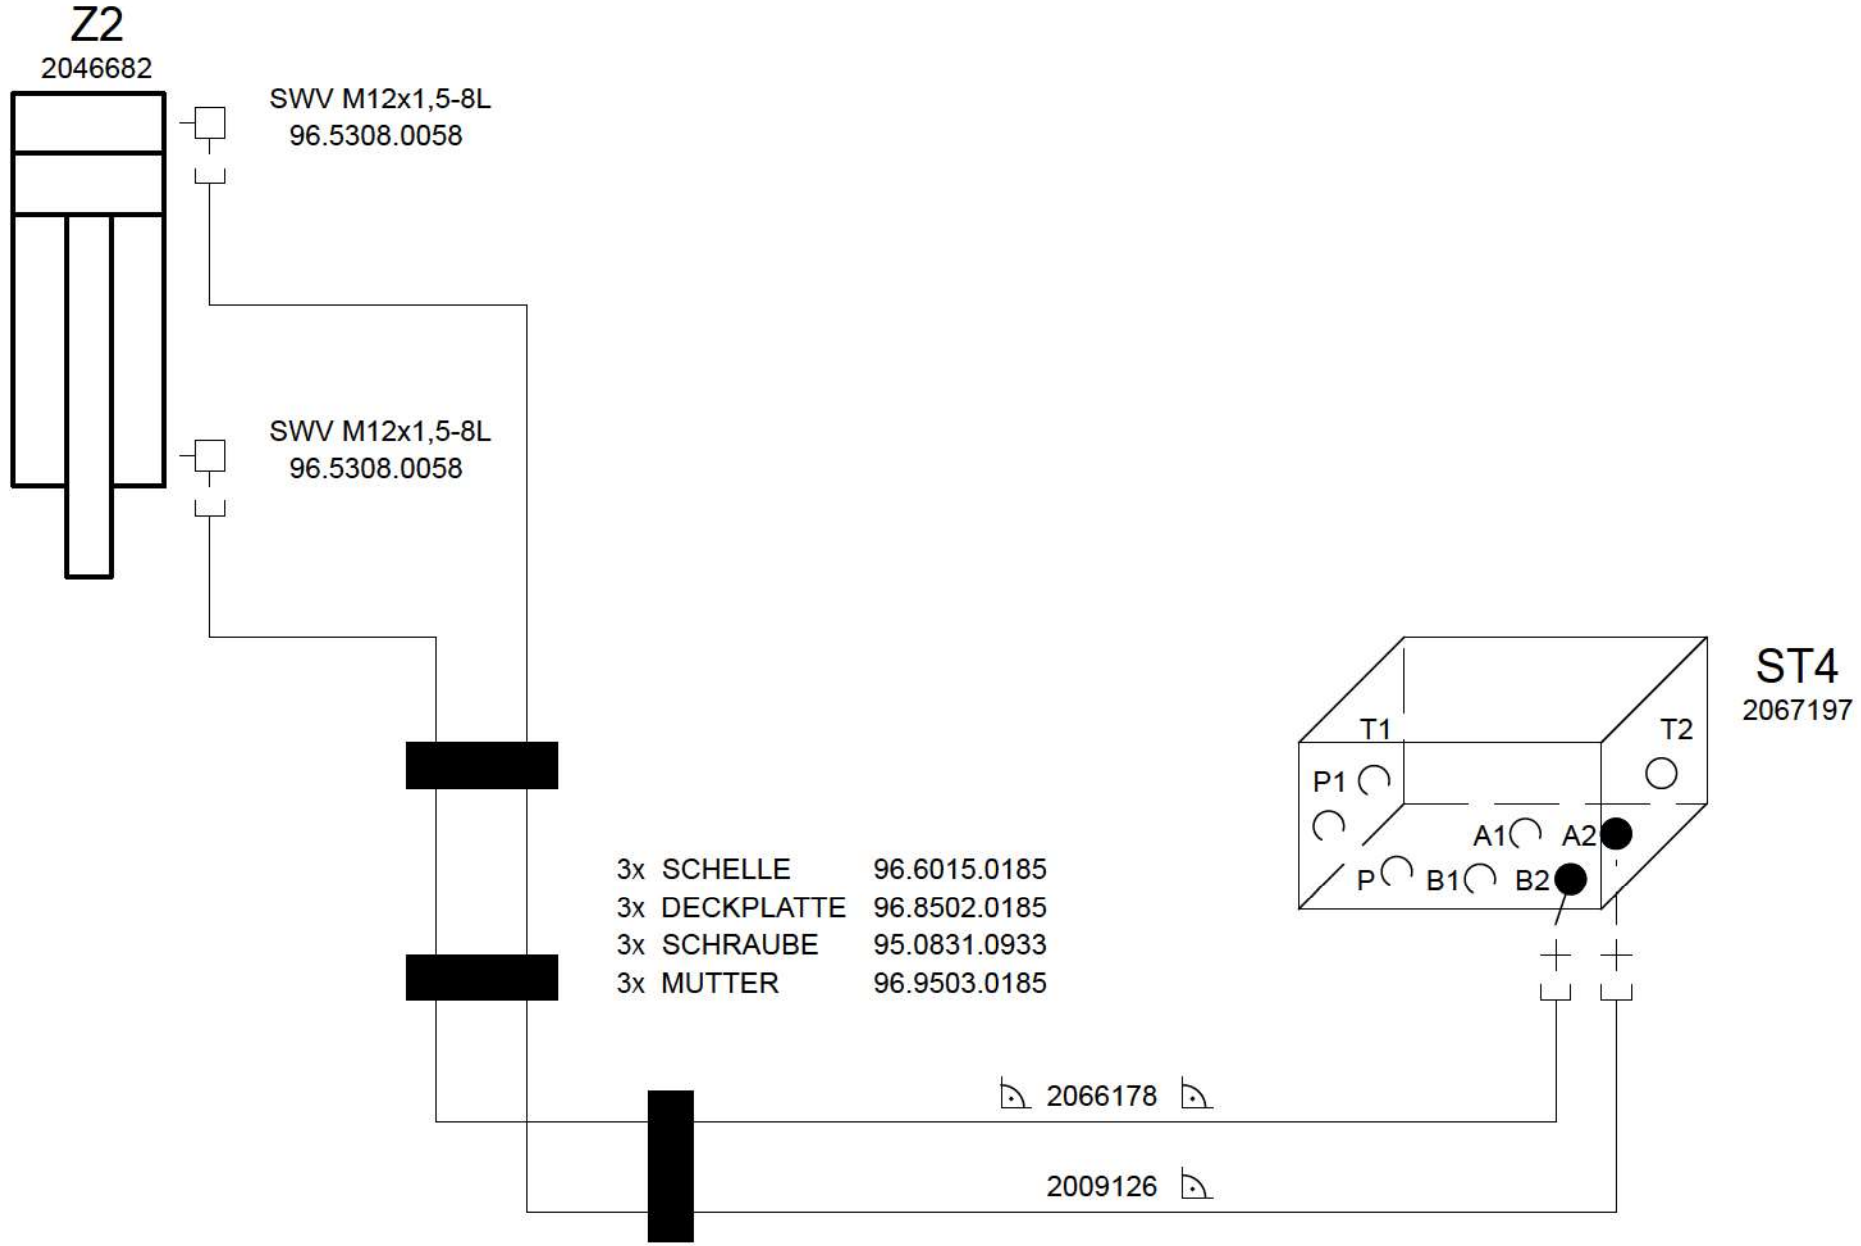 Z2
2046682
SWV M12x1,5-8L
96.5308.0058
SWV M12x1,5-8L
96.5308.0058
ST4
2067197
T1
T2
P1
A1
A2
P
B1
B2
3x SCHELLE 96.6015.0185
3x DECKPLATTE 96.8502.0185
3x SCHRAUBE 95.0831.0933
3x MUTTER 96.9503.0185
2066178
2009126